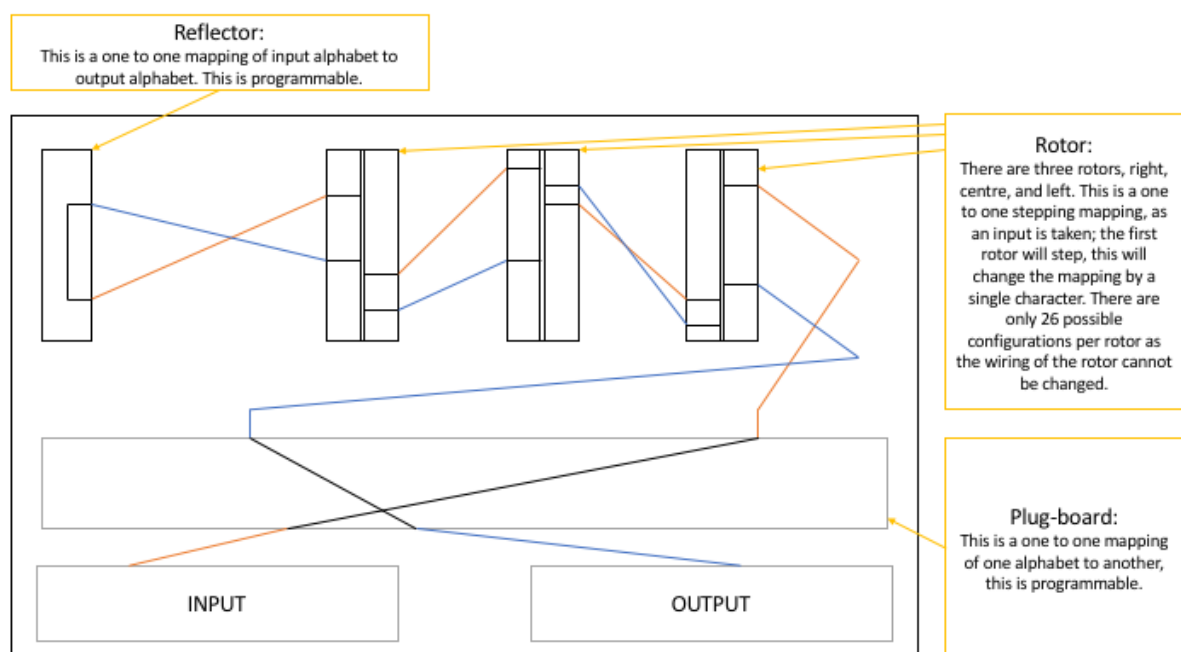 Reflector:
This is a one to one mapping of input alphabet to
output alphabet. This is programmable.
Rotor:
There are three rotors, right,
centre, and left. This is a one
to one stepping mapping, as
an input is taken; the first
rotor will step, this will
change the mapping by a
single character. There are
only 26 possible
configurations per rotor as
the wiring of the rotor cannot
be changed.
Plug-board:
This is a one to one mapping
of one alphabet to another,
this is programmable.
INPUT
OUTPUT